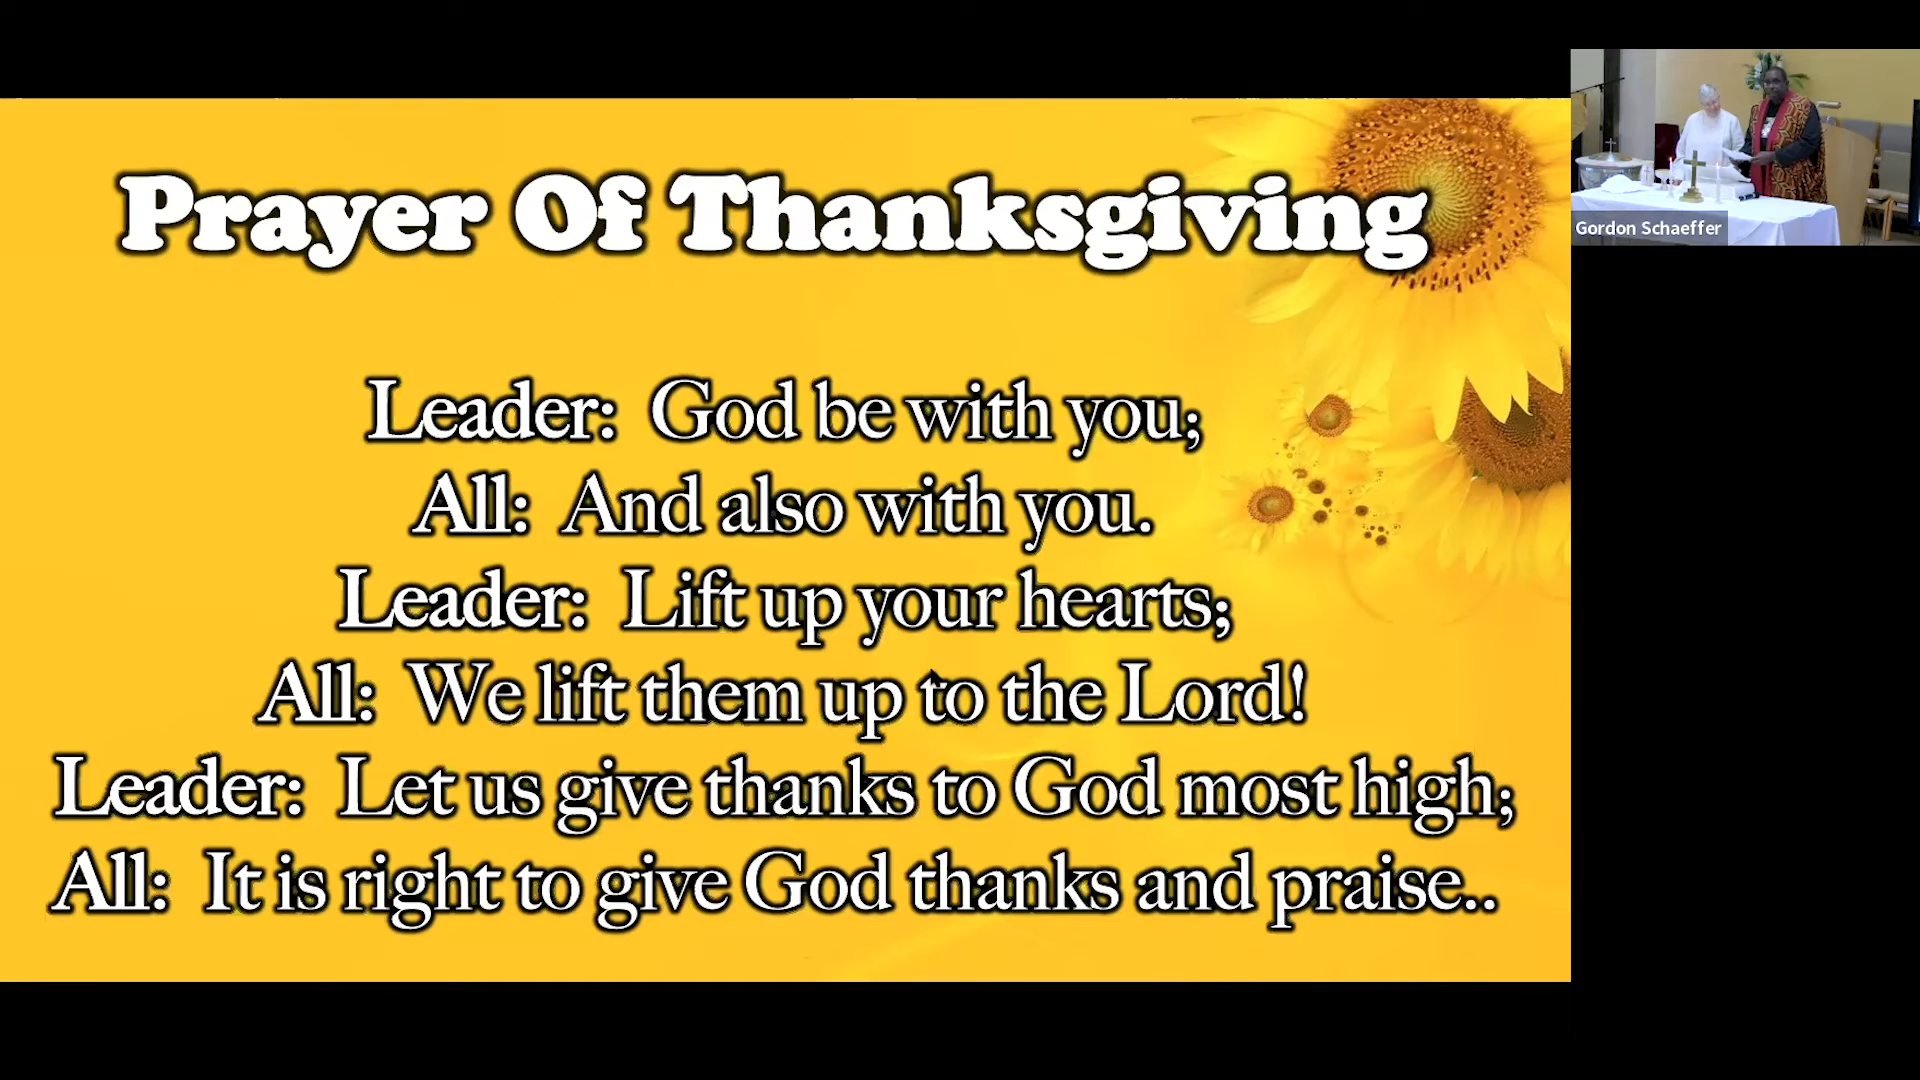 Prayer Of Thanksgiving
Leader: God be with you;
All: And also with you.
Leader: Lift up your hearts;
All: We lift them up to the Lord!
Leader: Let us give thanks to God most high;
All: It is right to give God thanks and praise..
Gordon Schaeffer